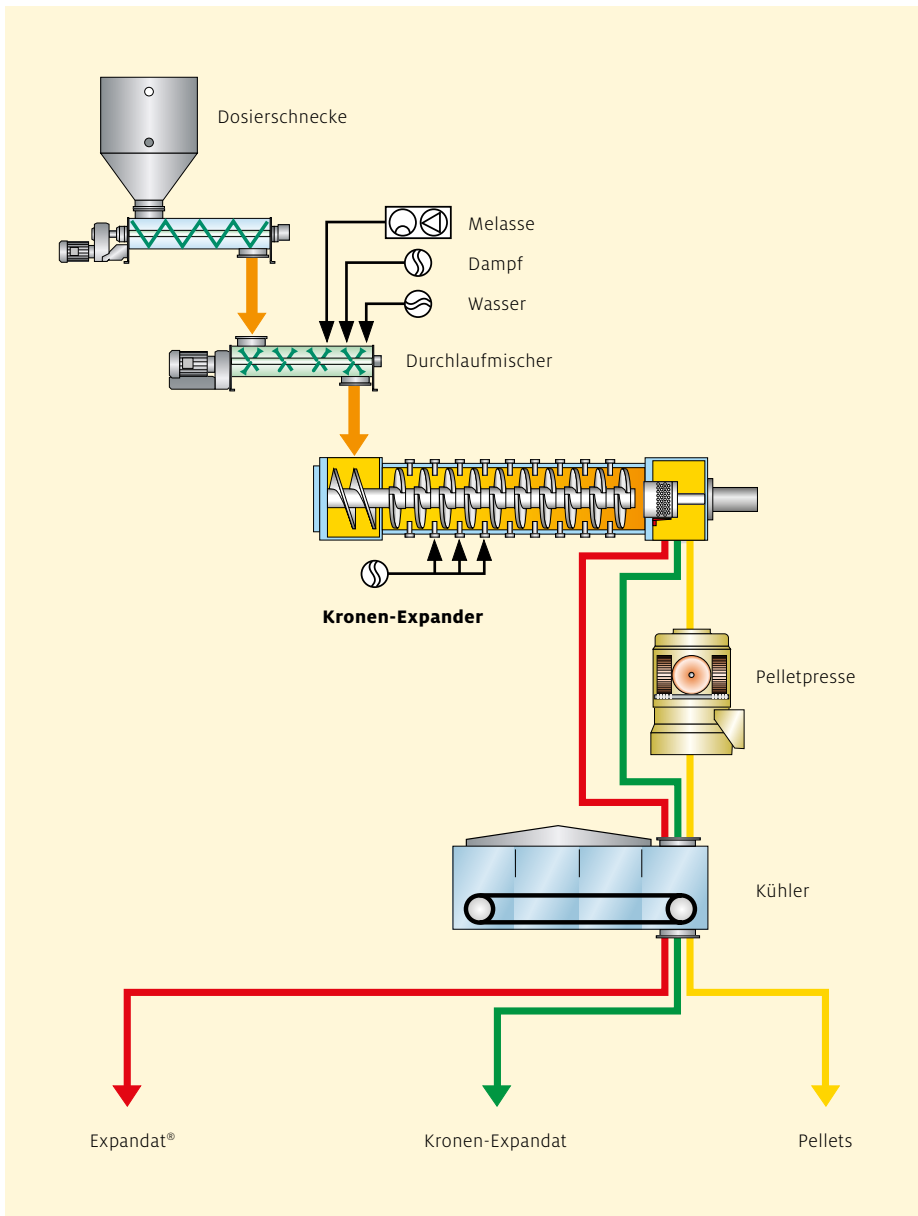 Dosierschnecke
Melasse
Dampf
Wasser
Durchlaufmischer
Kronen-Expander
Pelletpresse
Kühler
Expandat®
Kronen-Expandat
Pellets